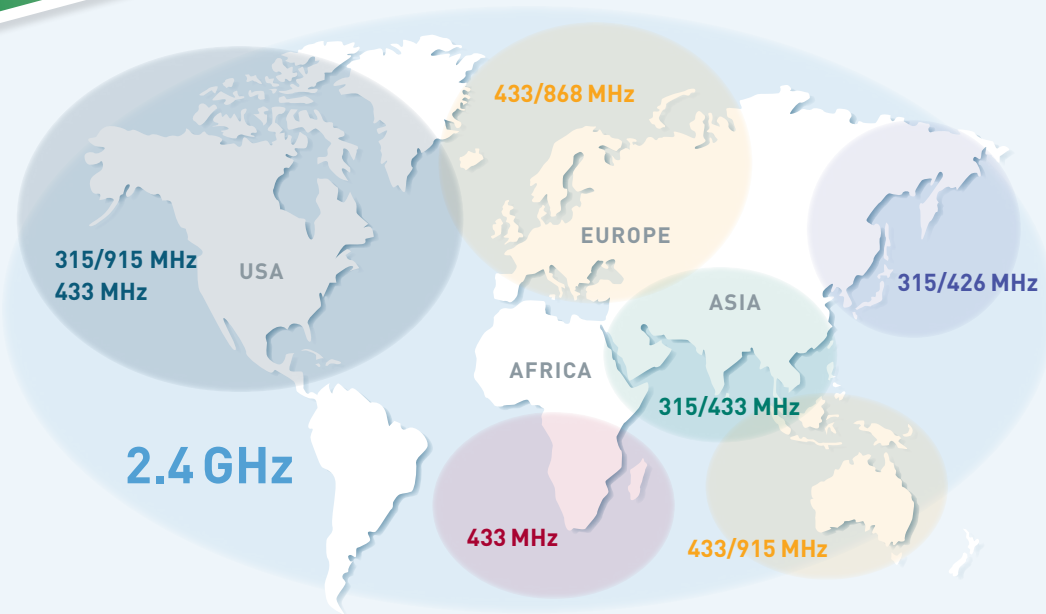 433/868 MHz
EUROPE
315/915 MHz
433 MHz
USA
315/426 MHz
ASIA
AFRICA
315/433 MHz
2.4 GHz
433 MHz
433/915 MHz